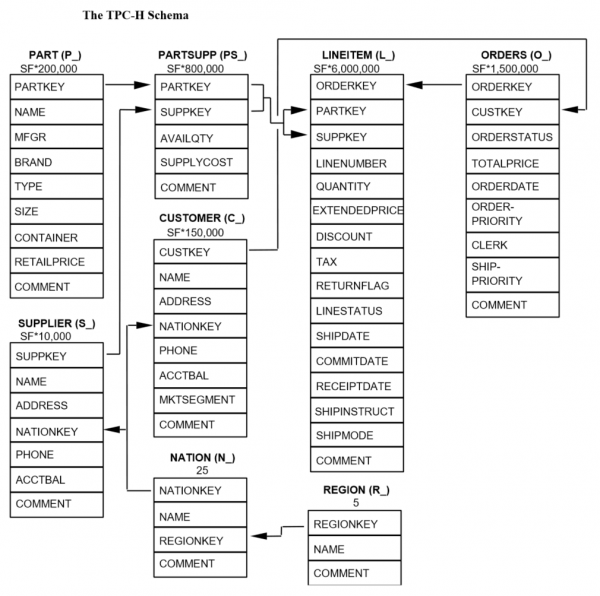 The TPC-H Schema
PART (P_)
SF*200,000
PARTKEY
NAME
MFGR
BRAND
TYPE
SIZE
CONTAINER
RETAILPRICE
COMMENT
SUPPLIER (S_)
SF*10,000
SUPPKEY
NAME
ADDRESS
NATIONKEY
PHONE
ACCTBAL
COMMENT
PARTSUPP (PS_)
SF*800,000
PARTKEY
SUPPKEY
AVAILQTY
SUPPLYCOST
COMMENT
CUSTOMER (C_)
SF*150,000
CUSTKEY
NAME
ADDRESS
NATIONKEY
PHONE
ACCTBAL
MKTSEGMENT
COMMENT
NATION (N_)
25
NATIONKEY
NAME
REGIONKEY
COMMENT
LINEITEM (L_)
SF*6,000,000
ORDERKEY
PARTKEY
SUPPKEY
LINENUMBER
QUANTITY
EXTENDEDPRICE
DISCOUNT
TAX
RETURNFLAG
LINESTATUS
SHIPDATE
COMMITDATE
RECEIPTDATE
SHIPINSTRUCT
SHIPMODE
COMMENT
REGION (R_)
5
REGIONKEY
NAME
COMMENT
ORDERS (O_)
SF*1,500,000
ORDERKEY
CUSTKEY
ORDERSTATUS
TOTALPRICE
ORDERDATE
ORDER-
PRIORITY
CLERK
SHIP-
PRIORITY
COMMENT